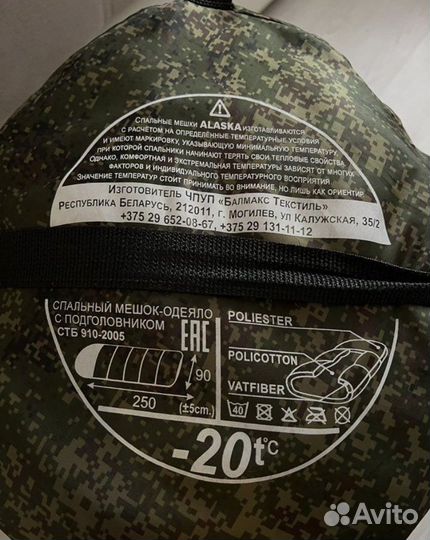 СПАЛЬНЫЕ МЕШКИ ALASKA ИЗГОТАВЛИВАЮТСЯ
С РАСЧЕТОМ НА ОПРЕДЕЛЁННЫЕ ТЕМПЕРАТУРНЫЕ УСЛОВИЯ
И ИМЕЮТ МАРКИРОВКУ, УКАЗЫВАЮЩУЮ МИНИМАЛЬНУЮ ТЕМПЕРАТУРУ,
ПРИ КОТОРОЙ СПАЛЬНИКИ НАЧИНАЮТ ТЕРЯТЬ СВОИ ТЕПЛОВЫЕ СВОЙСТВА
ОДНАКО, КОМФОРТНАЯ И ЭКСТРЕМАЛЬНАЯ ТЕМПЕРАТУРЫ ЗАВИСЯТ ОТ МНОГИХ
ФАКТОРОВ И ИНДИВИДУАЛЬНОГО ТЕМПЕРАТУРНОГО ВОСПРИЯТИЯ
ЗНАЧЕНИЕ ТЕМПЕРАТУР СТОИТ ПРИНИМАТЬ ВО ВНИМАНИЕ, НО ЛИШЬ КАК ОРИЕНТИР
ИЗГОТОВИТЕЛЬ ЧПУП «БАЛМАКС ТЕКСТИЛЬ»
РЕСПУБЛИКА БЕЛАРУСЬ, 212011, Г. МОГИЛЕВ, УЛ КАЛУЖСКАЯ, 35/2
+375 29 652-08-67, +375 29 131-11-12
СПАЛЬНЫЙ МЕШОК-ОДЕЯЛО
С ПОДГОЛОВНИКОМ
СТБ 910-2005
EAC
90
250
(±5cm.)
POLIESTER
POLICOTTON
VATFIBER
40
-20t°C
Avito